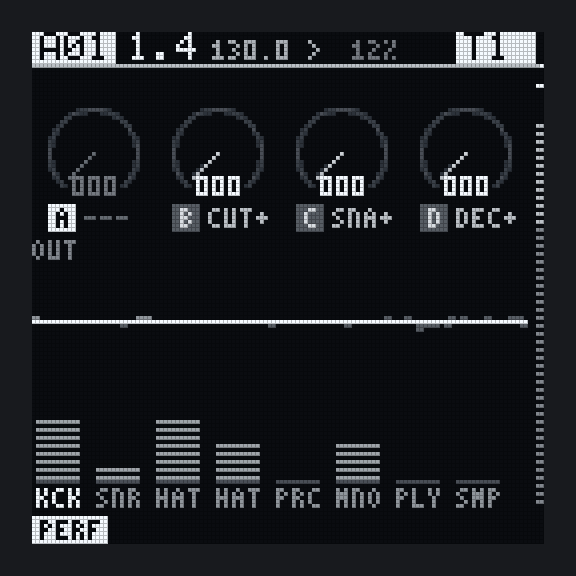 A01 1.4 130.0 > 12% T1
000 000 000 000
A --- B CUT+ C SNA+ D DEC+
OUT
KCK SNR HAT HAT PRC MNO PLY SMP
PERF